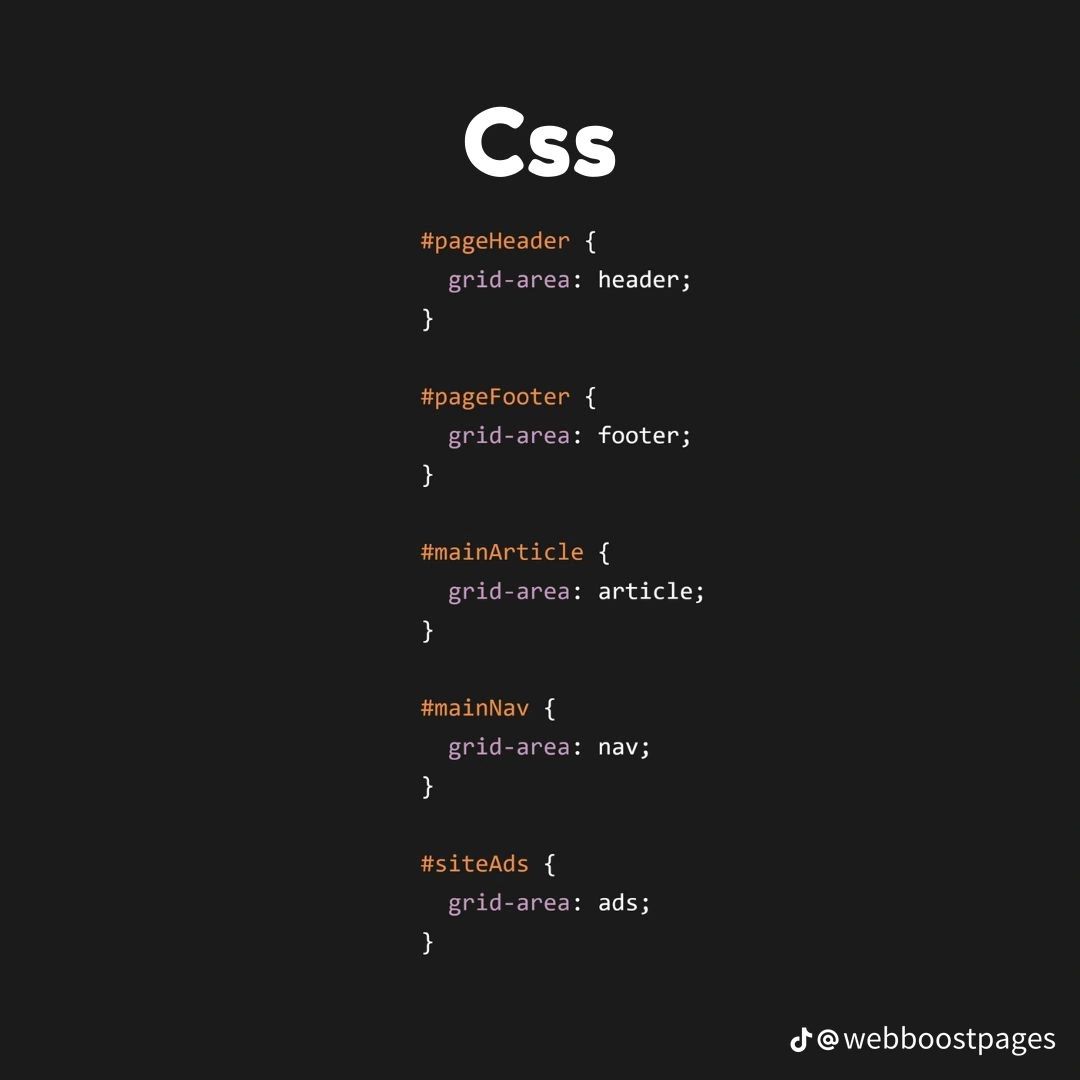 Css
#pageHeader {
  grid-area: header;
}
#pageFooter {
  grid-area: footer;
}
#mainArticle {
  grid-area: article;
}
#mainNav {
  grid-area: nav;
}
#siteAds {
  grid-area: ads;
}
@webboostpages